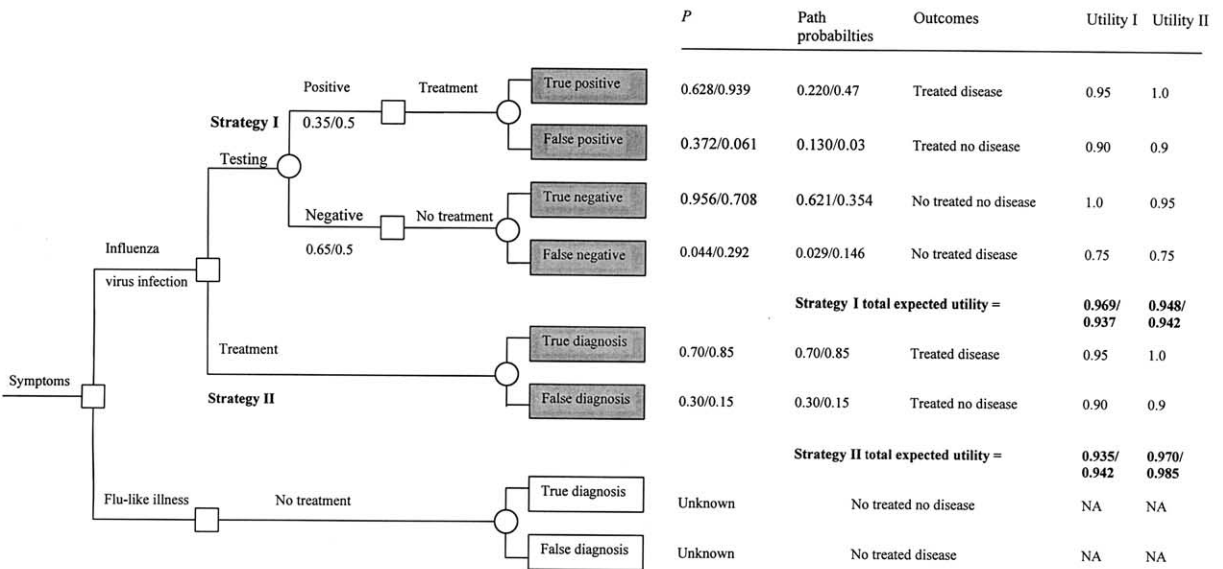 P Path probabilties Outcomes Utility I Utility II
Positive Treatment True positive 0.628/0.939 0.220/0.47 Treated disease 0.95 1.0
Strategy I 0.35/0.5
False positive 0.372/0.061 0.130/0.03 Treated no disease 0.90 0.9
Testing
True negative 0.956/0.708 0.621/0.354 No treated no disease 1.0 0.95
Negative No treatment
0.65/0.5
Influenza
virus infection
False negative 0.044/0.292 0.029/0.146 No treated disease 0.75 0.75
Strategy I total expected utility = 0.969/ 0.948/
0.937 0.942
Treatment True diagnosis 0.70/0.85 0.70/0.85 Treated disease 0.95 1.0
Symptoms
Strategy II False diagnosis 0.30/0.15 0.30/0.15 Treated no disease 0.90 0.9
Strategy II total expected utility = 0.935/ 0.970/
0.942 0.985
Flu-like illness No treatment True diagnosis Unknown No treated no disease NA NA
False diagnosis Unknown No treated disease NA NA